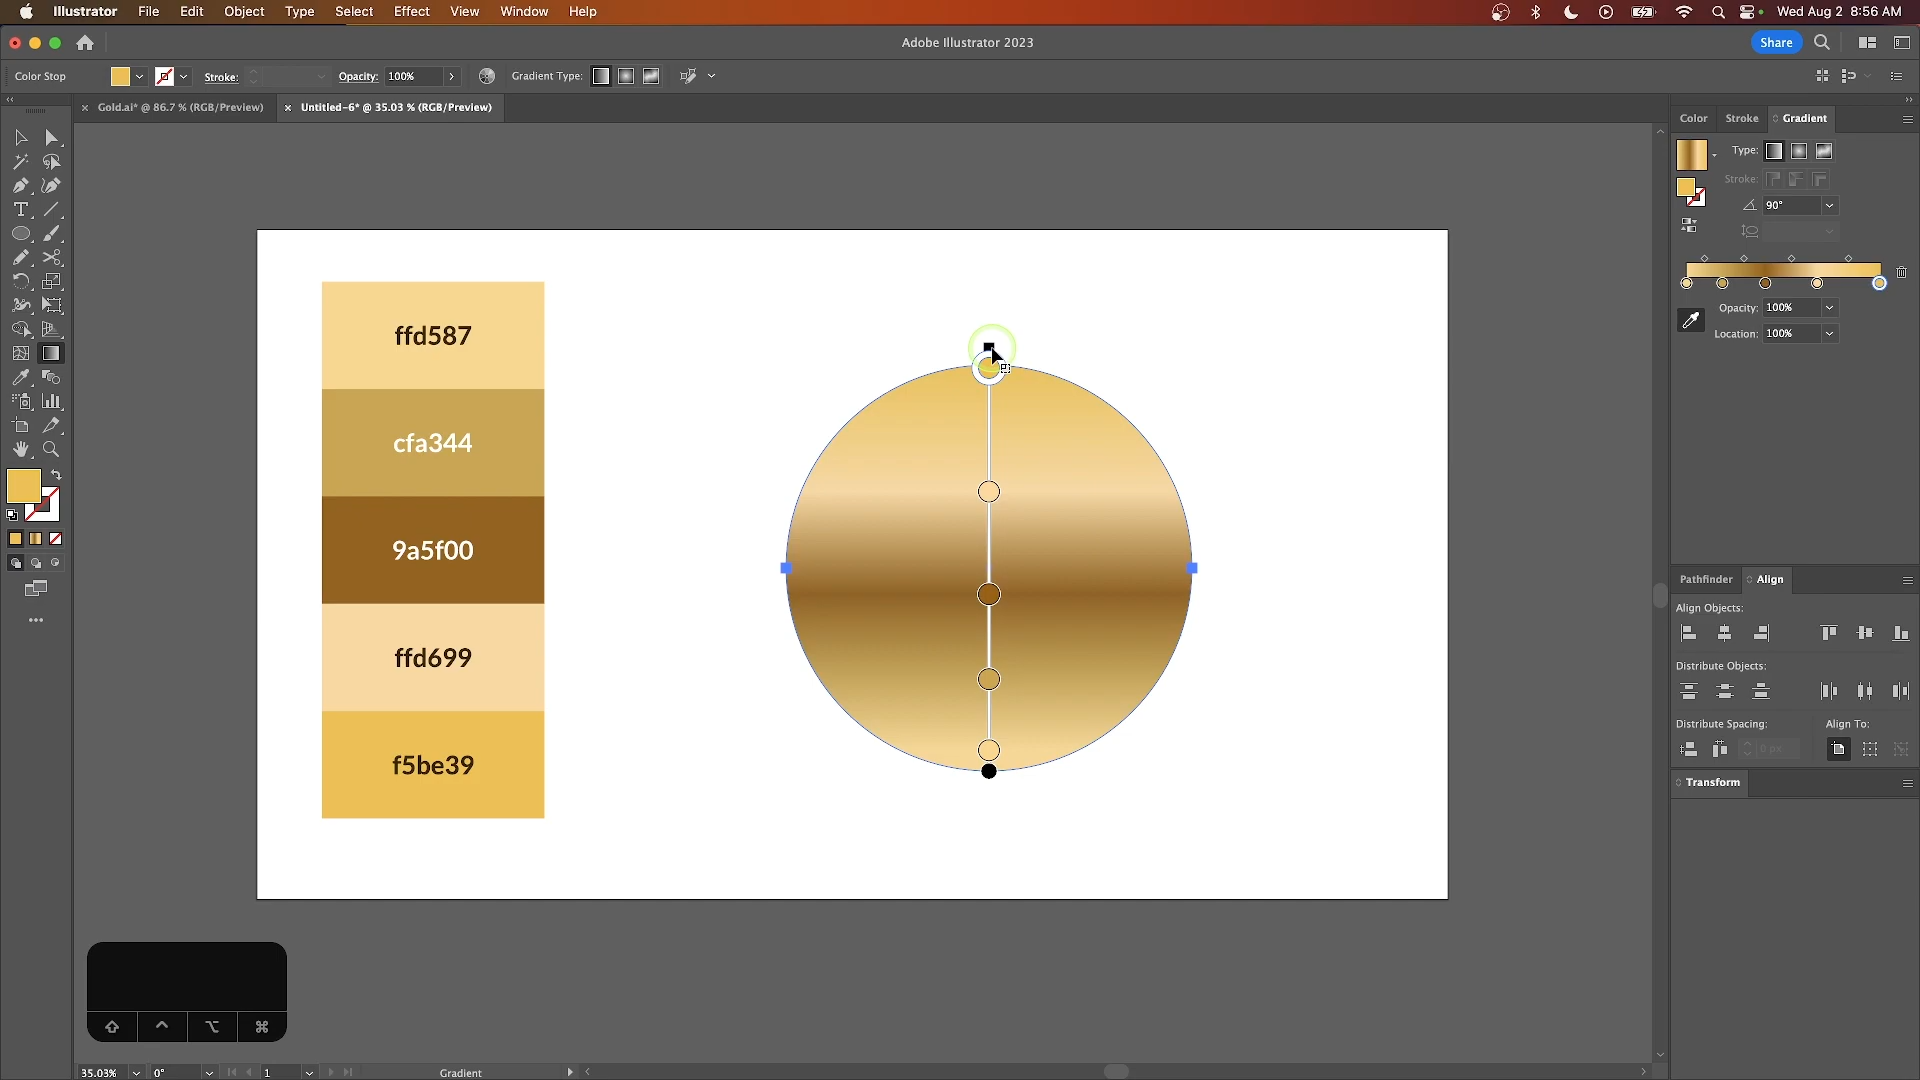 Illustrator File Edit Object Type Select Effect View Window Help Wed Aug 2 8:56 AM
Adobe Illustrator 2023 Share
Color Stop Stroke: Opacity: 100% Gradient Type:
Gold.ai* @ 86.7 % (RGB/Preview) Untitled-6* @ 35.03 % (RGB/Preview)
Color Stroke Gradient
Type:
Stroke:
90°
Opacity: 100%
Location: 100%
ffd587
cfa344
9a5f00
ffd699
f5be39
Pathfinder Align
Align Objects:
Distribute Objects:
Distribute Spacing: Align To:
0 px
Transform
35.03% 0° 1 Gradient